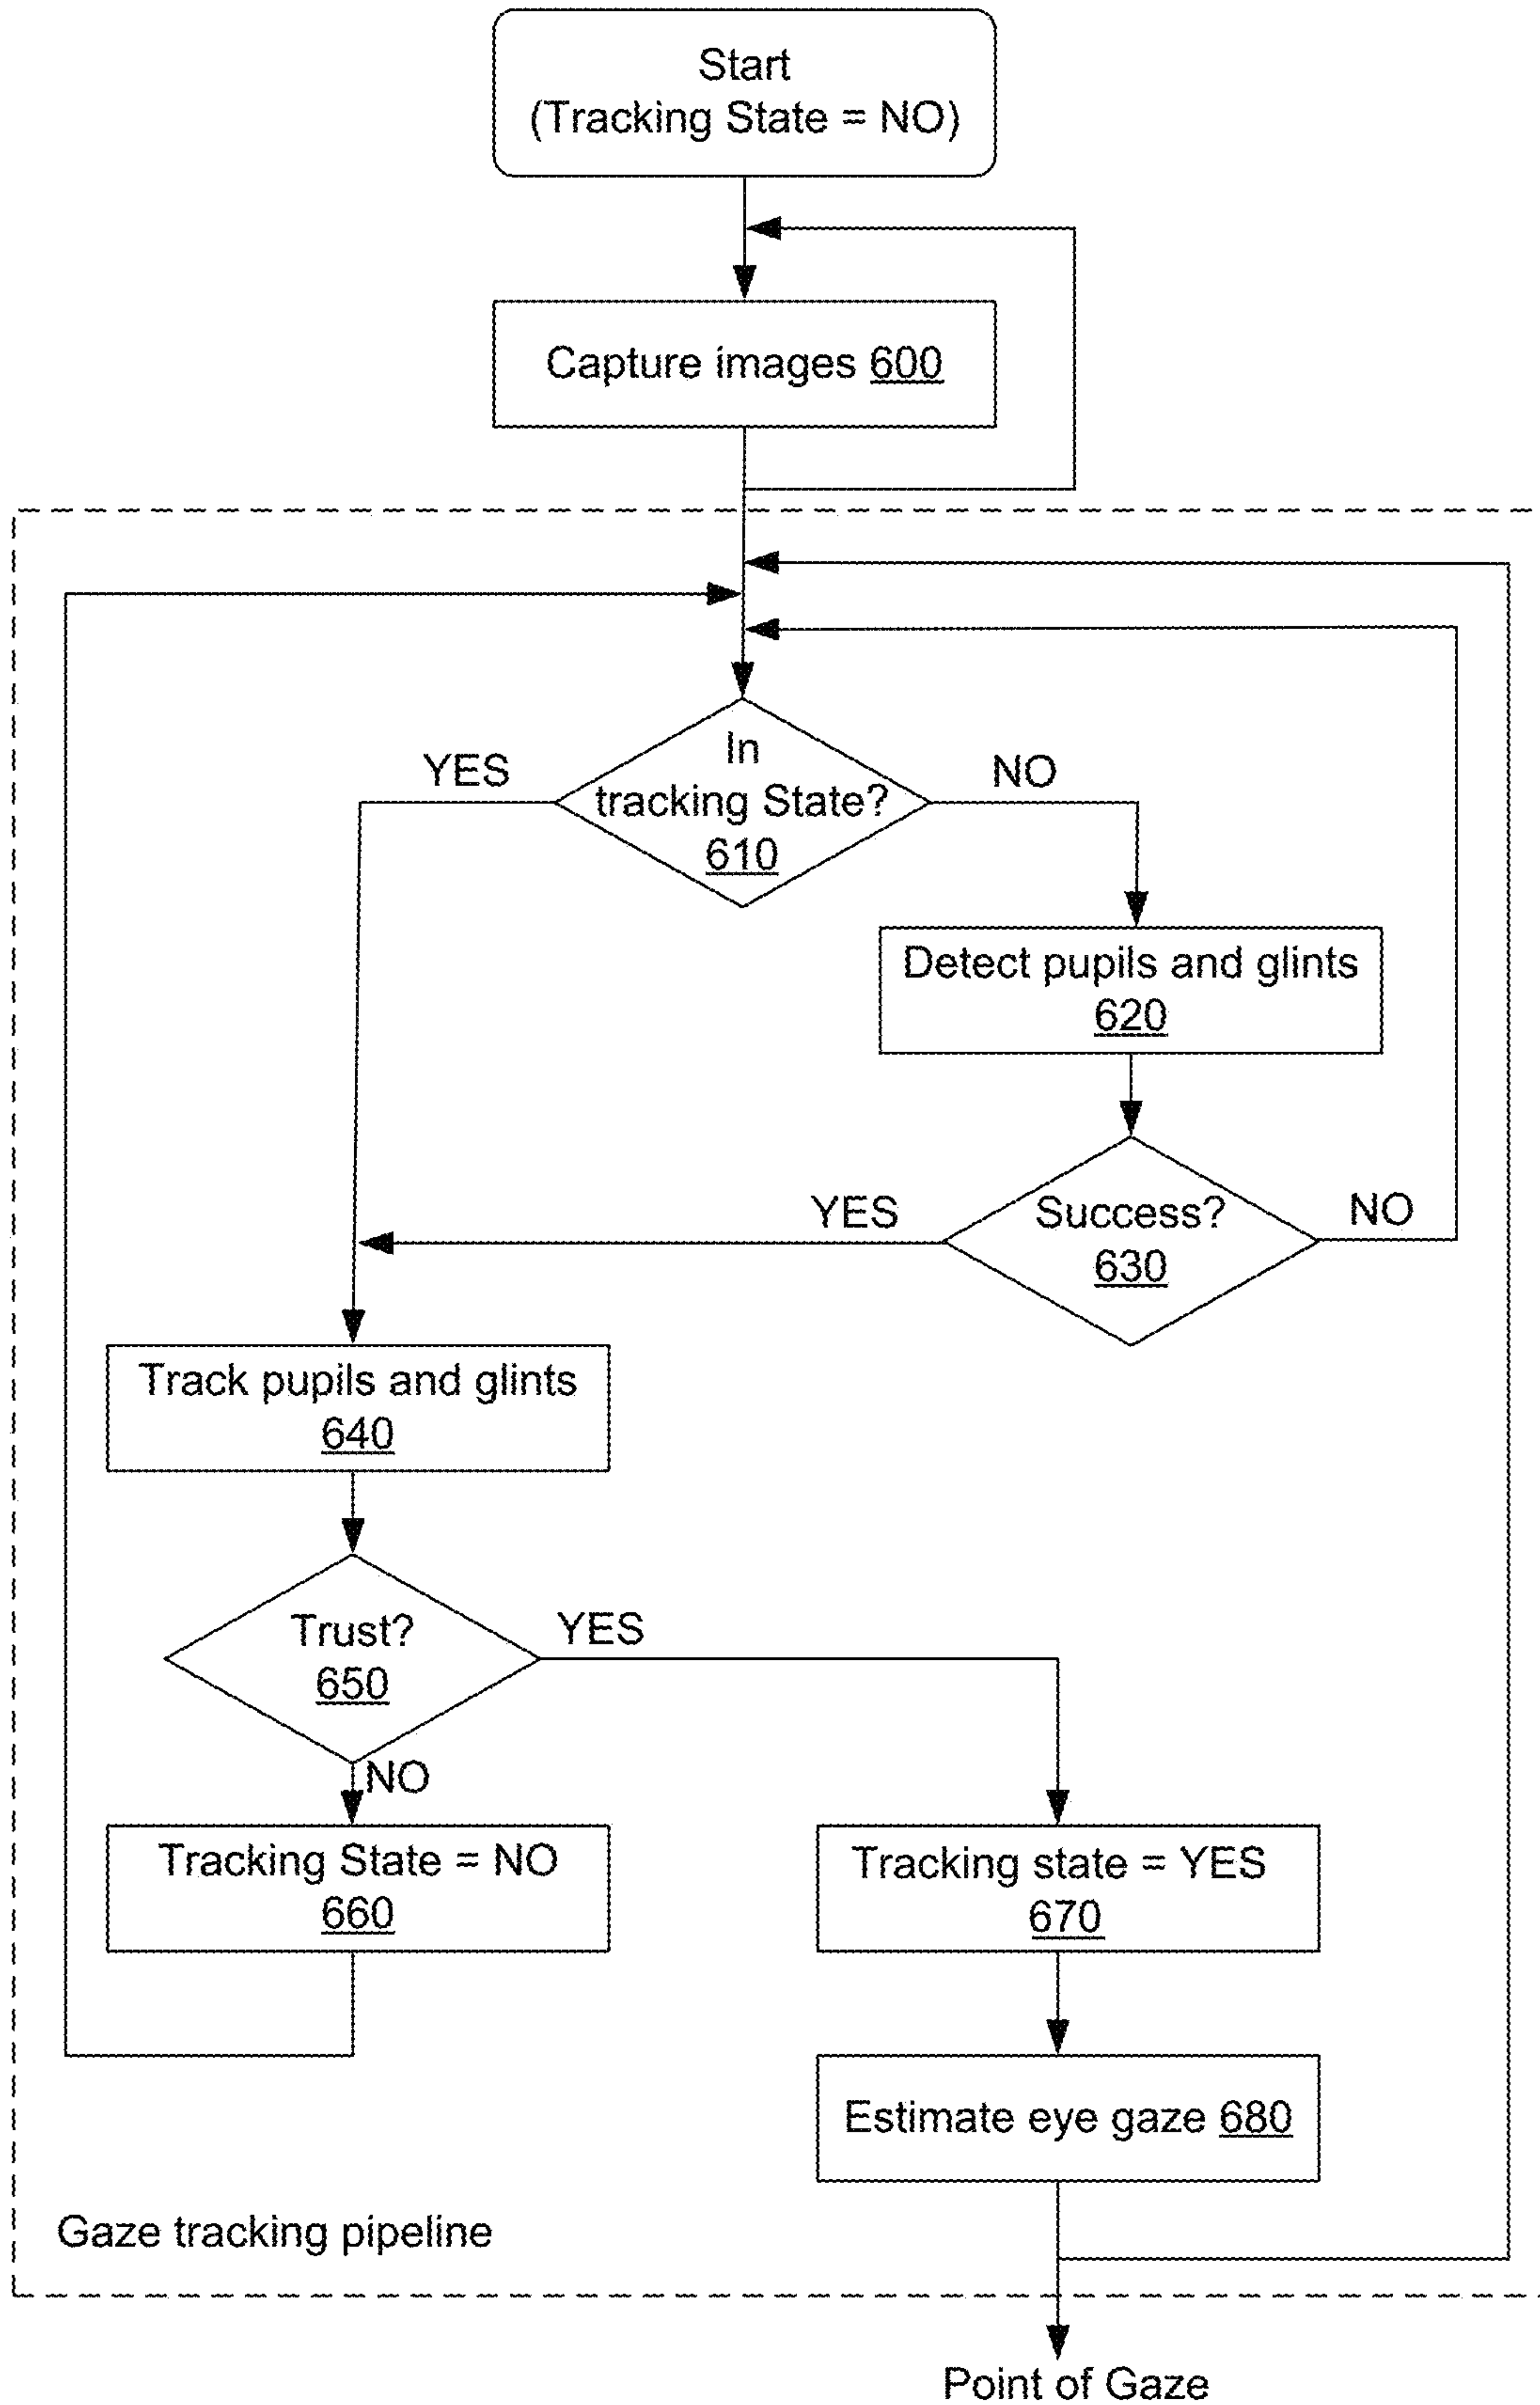 Start
(Tracking State = NO)
Capture images 600
In
tracking State?
610
YES
NO
Detect pupils and glints
620
Success?
630
YES
NO
Track pupils and glints
640
Trust?
650
YES
NO
Tracking State = NO
660
Tracking state = YES
670
Estimate eye gaze 680
Gaze tracking pipeline
Point of Gaze